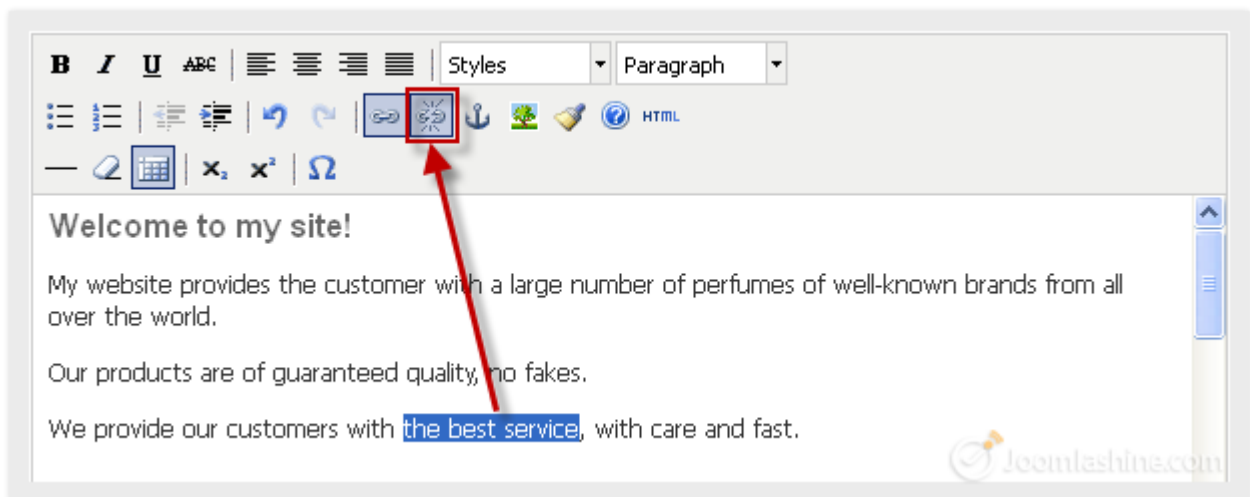 B I U ABC Styles Paragraph
HTML
x₂ x² Ω
Welcome to my site!
My website provides the customer with a large number of perfumes of well-known brands from all
over the world.
Our products are of guaranteed quality, no fakes.
We provide our customers with the best service, with care and fast.
Joomlashine.com